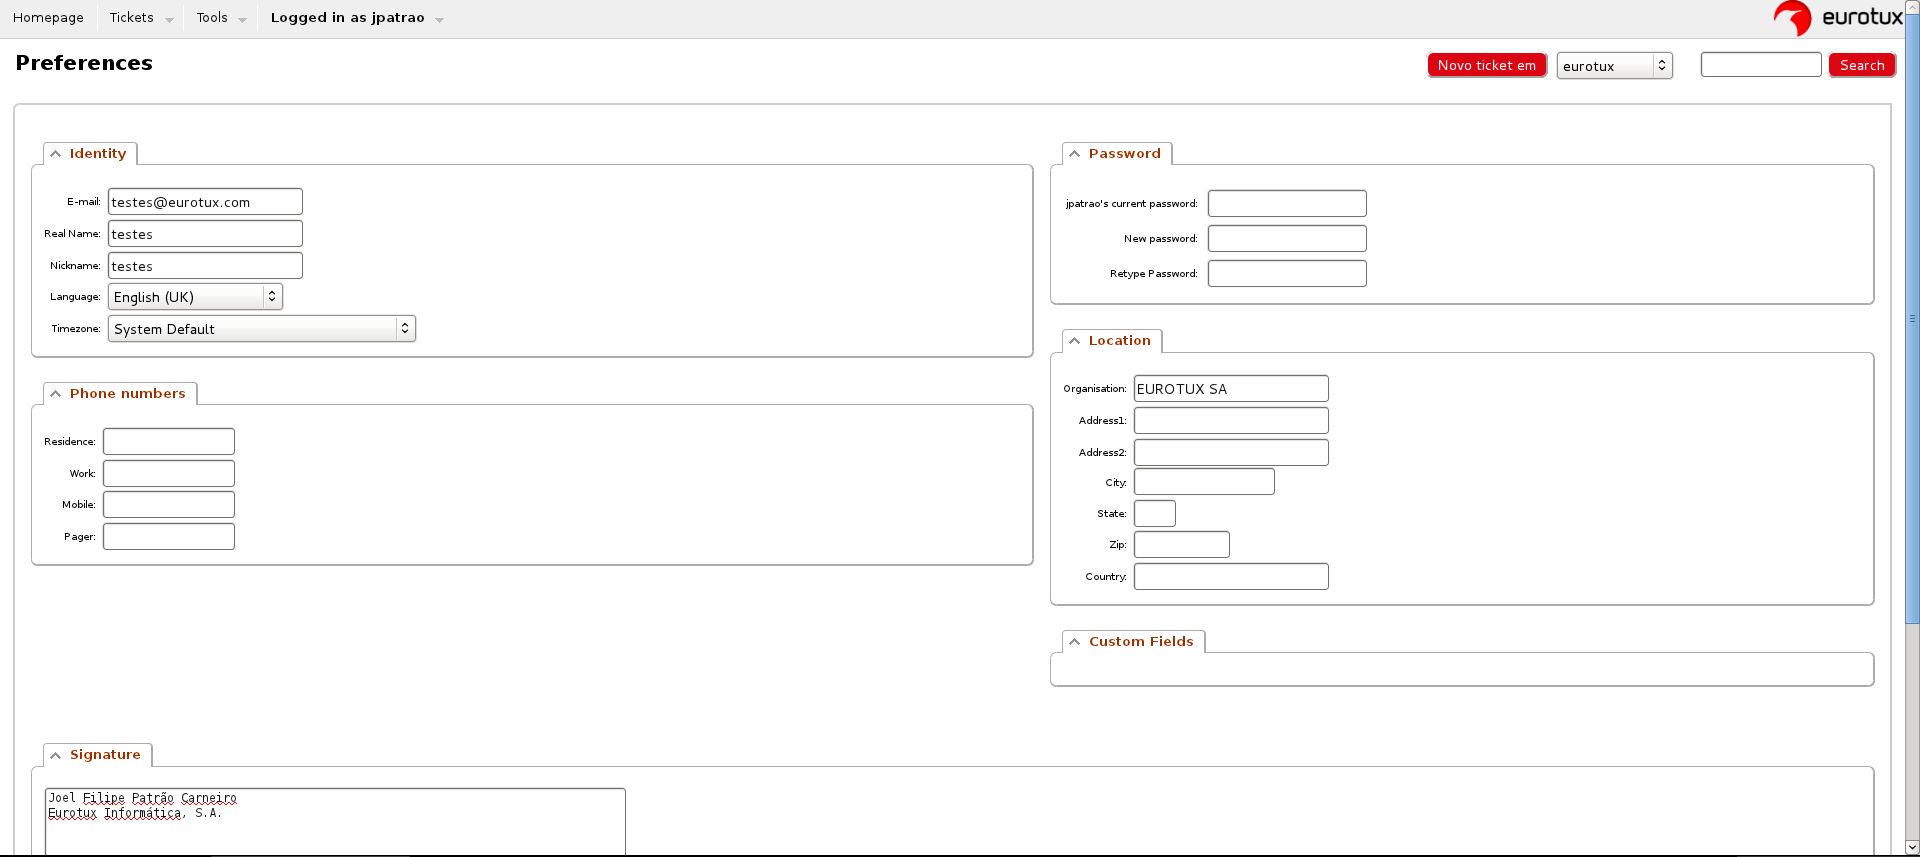 Homepage Tickets Tools Logged in as jpatrao eurotux
Preferences Novo ticket em eurotux Search
Identity
E-mail: testes@eurotux.com
Real Name: testes
Nickname: testes
Language: English (UK)
Timezone: System Default
Phone numbers
Residence:
Work:
Mobile:
Pager:
Password
jpatrao's current password:
New password:
Retype Password:
Location
Organisation: EUROTUX SA
Address1:
Address2:
City:
State:
Zip:
Country:
Custom Fields
Signature
Joel Filipe Patrão Carneiro
Eurotux Informática, S.A.